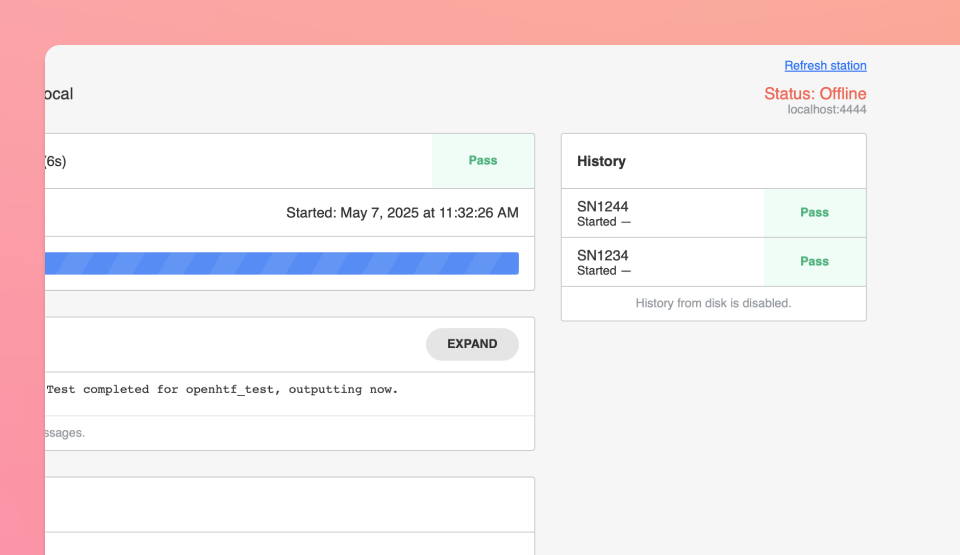 Refresh station
ocal
Status: Offline
localhost:4444
(6s)
Pass
Started: May 7, 2025 at 11:32:26 AM
EXPAND
Test completed for openhtf_test, outputting now.
ssages.
History
SN1244
Started —
Pass
SN1234
Started —
Pass
History from disk is disabled.